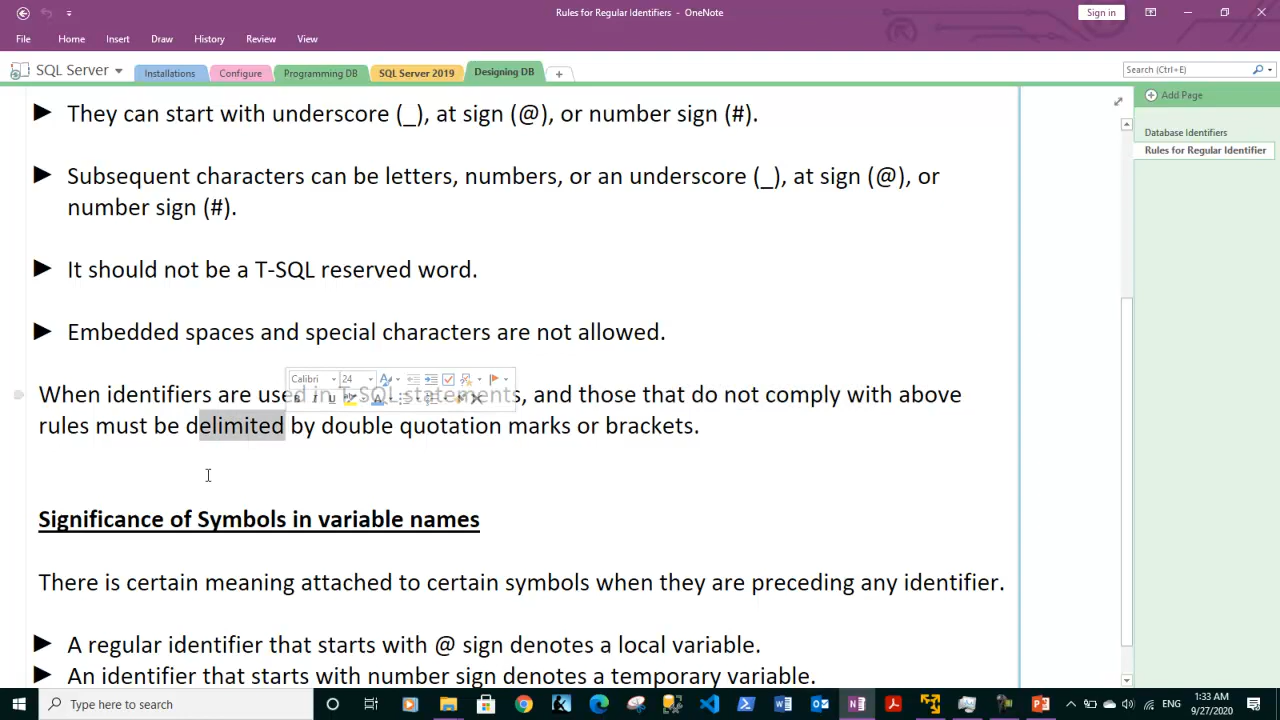 Rules for Regular Identifiers - OneNote
Sign in
File Home Insert Draw History Review View
SQL Server Installations Configure Programming DB SQL Server 2019 Designing DB +
Search (Ctrl+E)
Add Page
Database Identifiers
Rules for Regular Identifier
► They can start with underscore (_), at sign (@), or number sign (#).
► Subsequent characters can be letters, numbers, or an underscore (_), at sign (@), or
number sign (#).
► It should not be a T-SQL reserved word.
► Embedded spaces and special characters are not allowed.
Calibri 24
B I U
When identifiers are used in T-SQL statements, and those that do not comply with above
rules must be delimited by double quotation marks or brackets.
Significance of Symbols in variable names
There is certain meaning attached to certain symbols when they are preceding any identifier.
► A regular identifier that starts with @ sign denotes a local variable.
► An identifier that starts with number sign denotes a temporary variable.
Type here to search
ENG
1:33 AM
9/27/2020